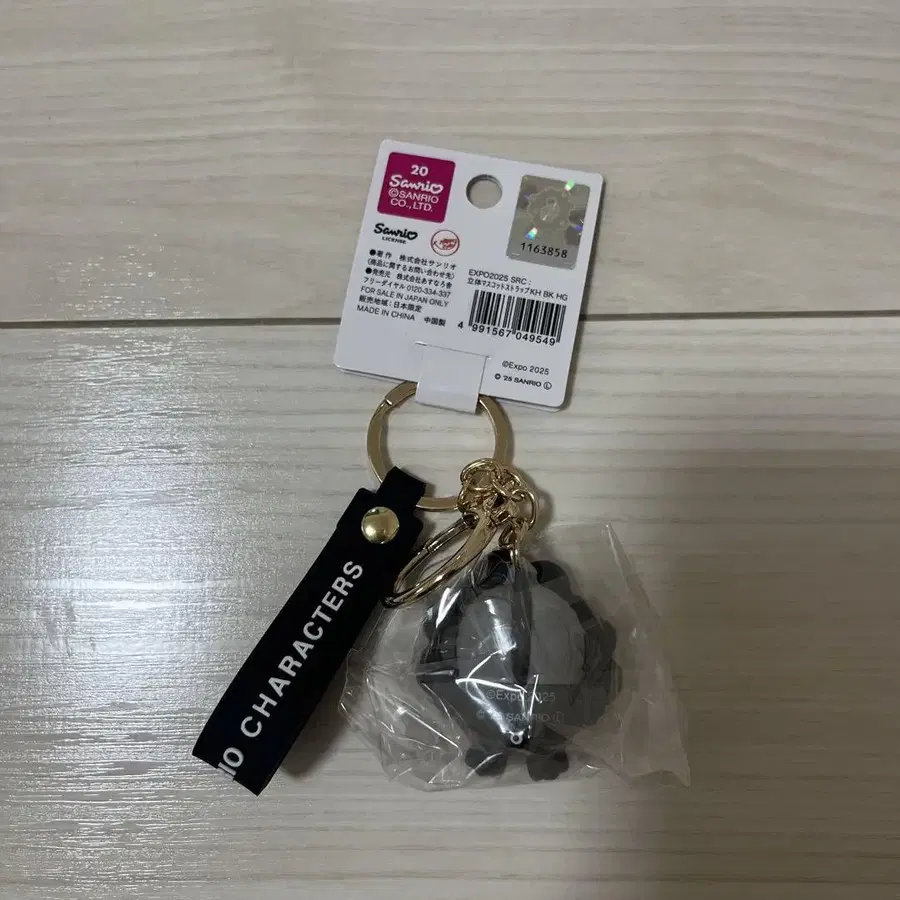 20
Sanrio
©SANRIO
CO.,LTD.
Sanrio
LICENSE
1163858
●著作 株式会社サンリオ
(商品に関するお問い合わせ先)
●発売元 株式会社あすなろ舎
フリーダイヤル 0120-334-337
FOR SALE IN JAPAN ONLY
販売地域:日本限定
MADE IN CHINA 中国製
EXPO2025 SRC:
立体マスコットストラップKH BK HG
4 991567 049549
©Expo 2025
© '25 SANRIO Ⓛ
IO CHARACTERS
©Expo 2025
© '25 SANRIO Ⓛ